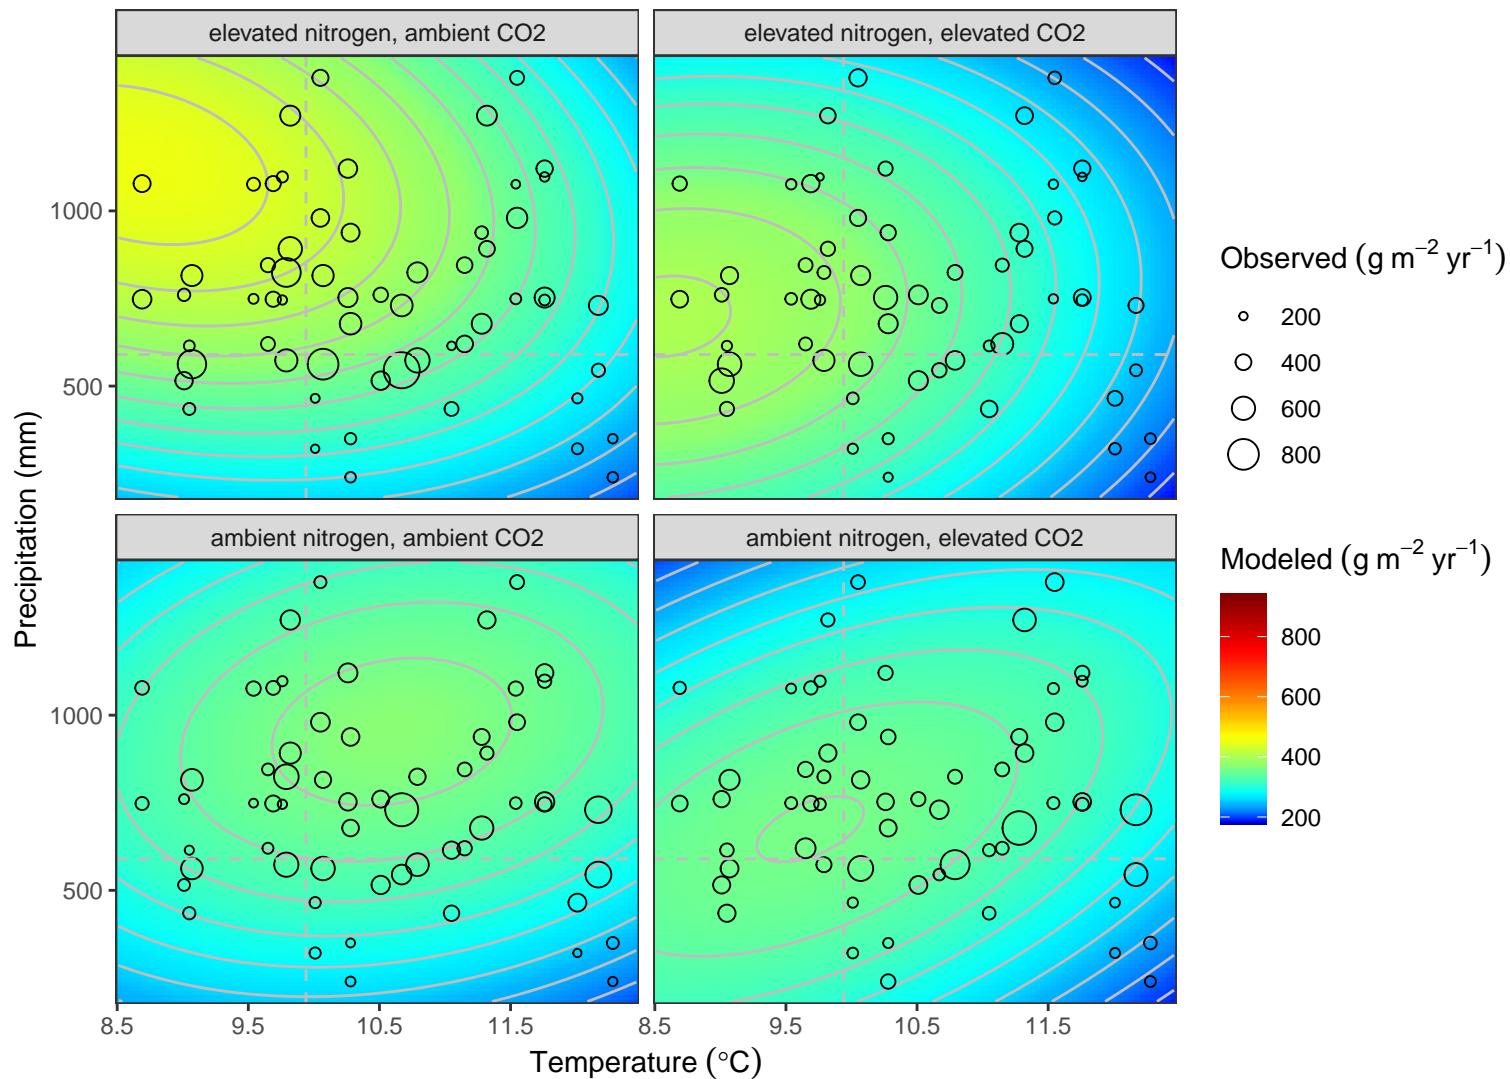 elevated nitrogen, ambient CO2
elevated nitrogen, elevated CO2
1000
500
ambient nitrogen, ambient CO2
ambient nitrogen, elevated CO2
1000
500
8.5 9.5 10.5 11.5
8.5 9.5 10.5 11.5
Temperature (°C)
Precipitation (mm)
Observed (g m⁻² yr⁻¹)
200
400
600
800
Modeled (g m⁻² yr⁻¹)
800
600
400
200